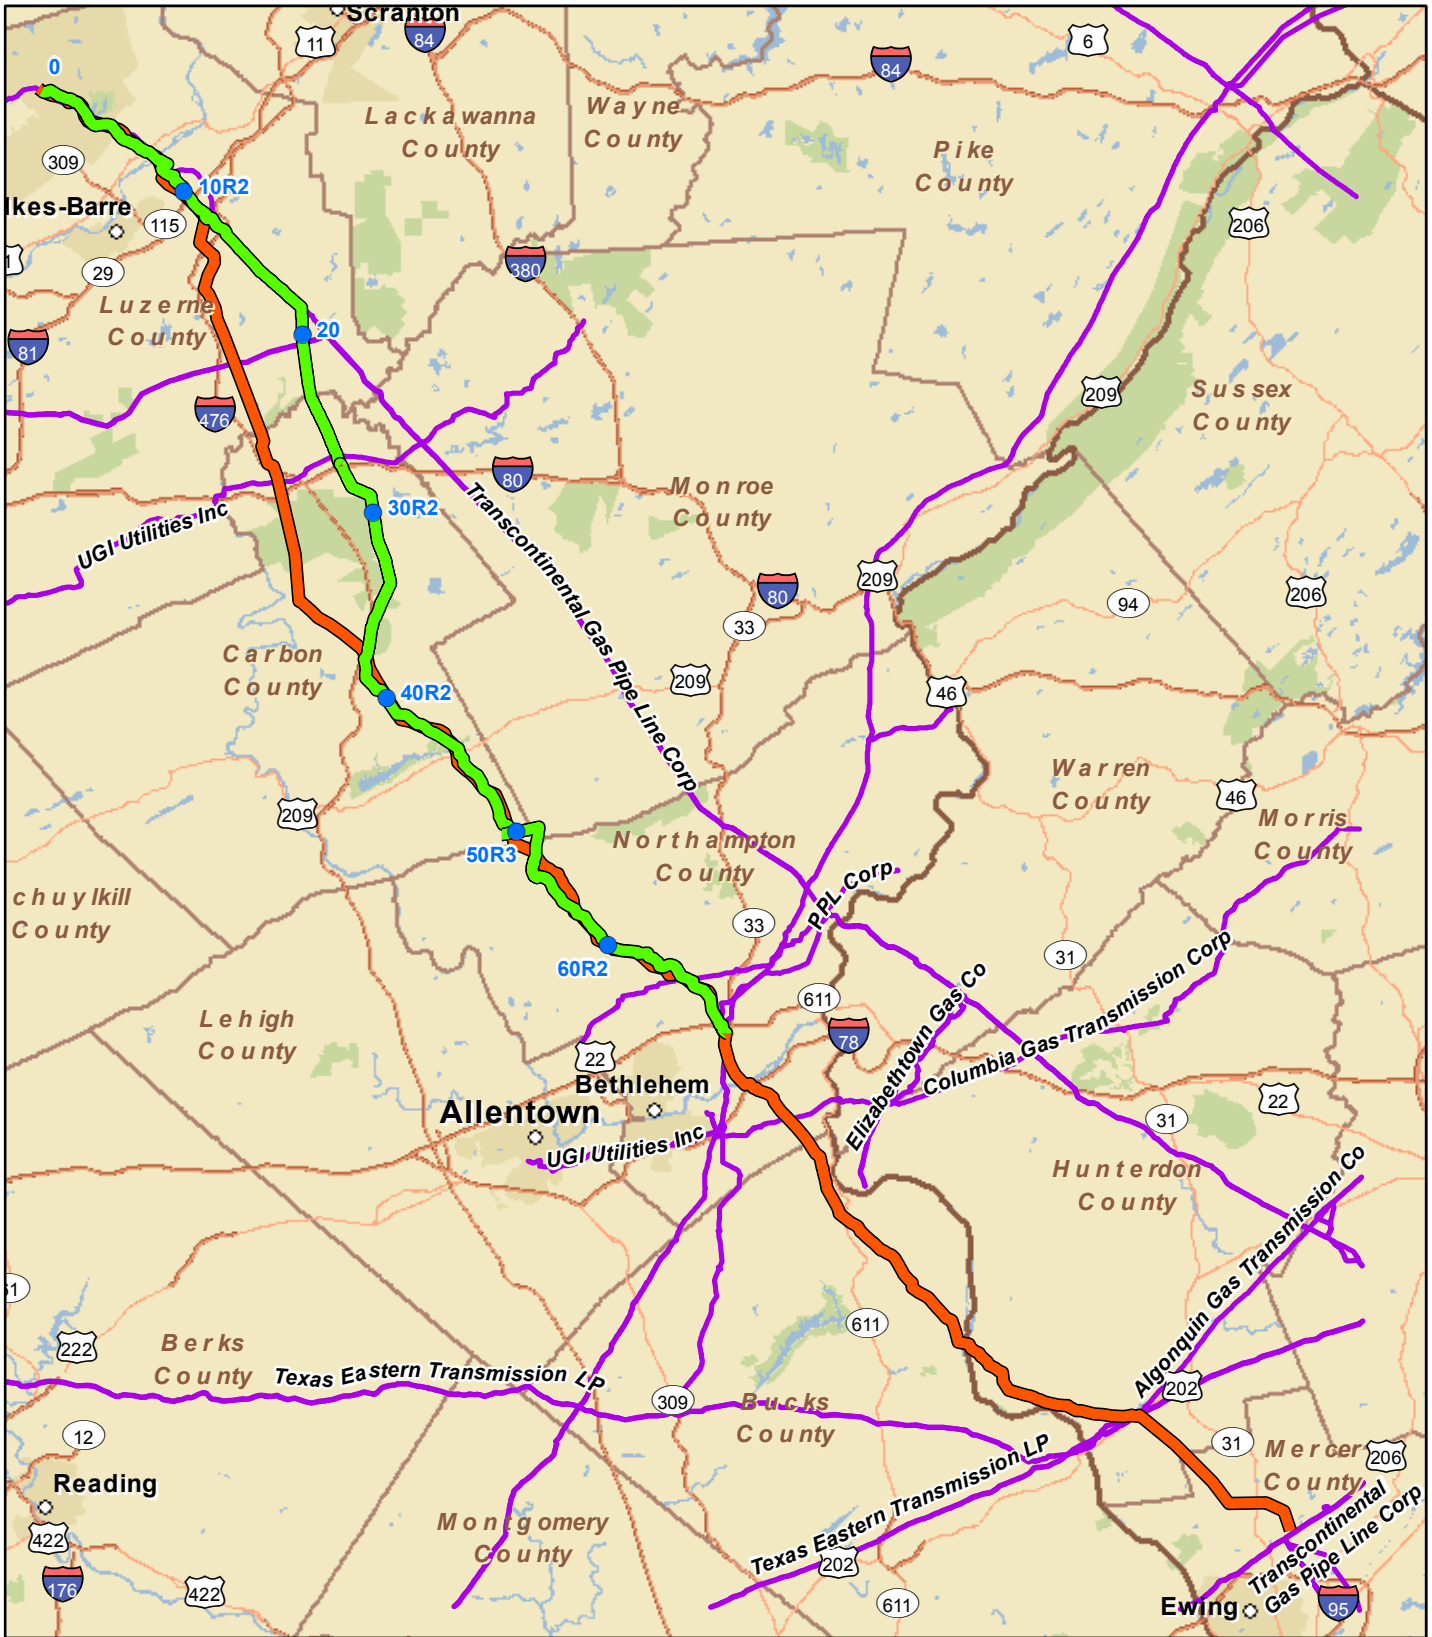 Scranton
11
84
6
84
0
Lackawanna
County
Wayne
County
Pike
County
309
10R2
lkes-Barre
115
206
1
29
380
Luzerne
County
20
81
209
Sussex
County
476
80
Monroe
County
30R2
UGI Utilities Inc
Transcontinental Gas Pipe Line Corp
209
80
33
94
206
Carbon
County
209
40R2
46
Warren
County
46
209
Morris
County
50R3
Northampton
County
PPL Corp
chuylkill
County
33
31
60R2
Columbia Gas Transmission Corp
Elizabethtown Gas Co
611
Lehigh
County
78
22
Bethlehem
Allentown
22
31
UGI Utilities Inc
Hunterdon
County
Algonquin Gas Transmission Co
61
611
222
Berks
County
Texas Eastern Transmission LP
309
202
Bucks
County
12
31
Mercer
County
206
Reading
Texas Eastern Transmission LP
Transcontinental
Gas Pipe Line Corp
Montgomery
County
422
202
176
422
611
Ewing
95